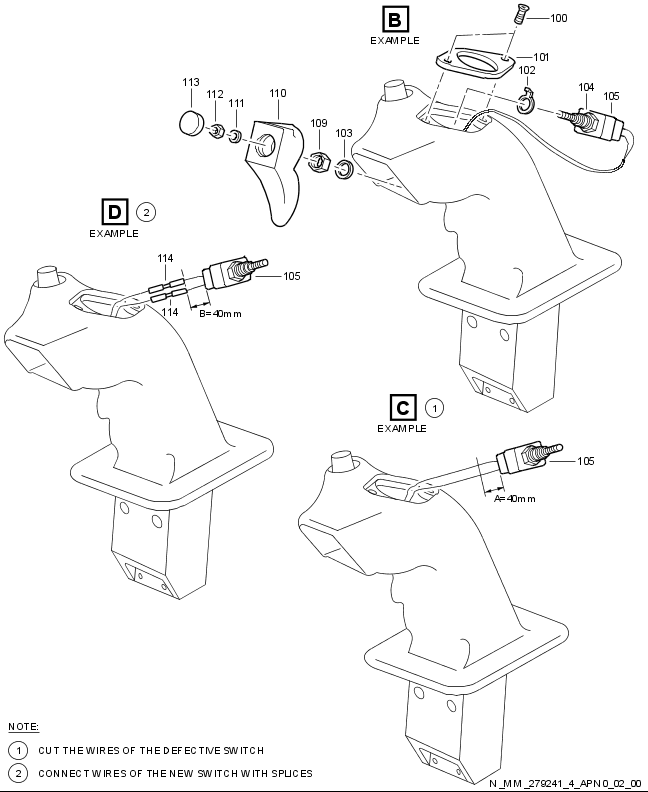 B
EXAMPLE
100
101
102
104
105
113
112
111
110
109
103
D 2
EXAMPLE
114
105
114
B=40mm
C 1
EXAMPLE
105
A=40mm
NOTE:
1 CUT THE WIRES OF THE DEFECTIVE SWITCH
2 CONNECT WIRES OF THE NEW SWITCH WITH SPLICES
N_MM_279241_4_APN0_02_00